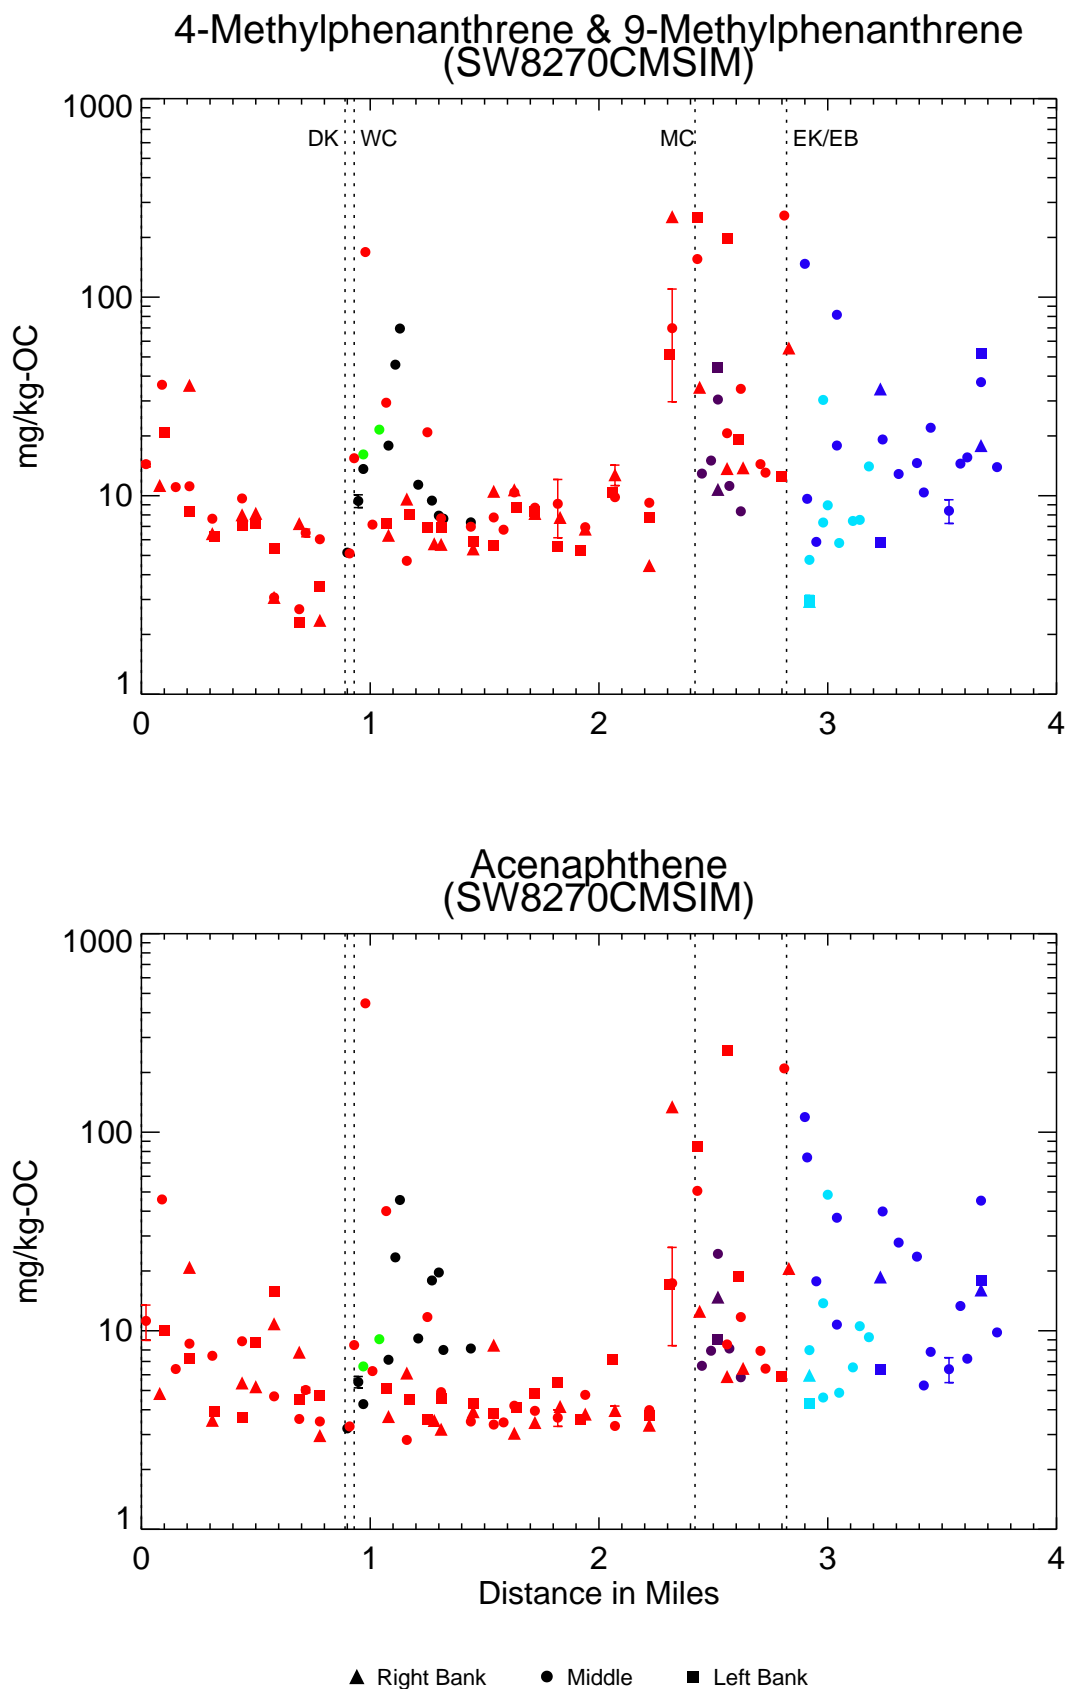 4-Methylphenanthrene & 9-Methylphenanthrene
(SW8270CMSIM)
1000
DK WC MC EK/EB
100
mg/kg-OC
10
1
0 1 2 3 4
Acenaphthene
(SW8270CMSIM)
1000
100
mg/kg-OC
10
1
0 1 2 3 4
Distance in Miles
Right Bank Middle Left Bank